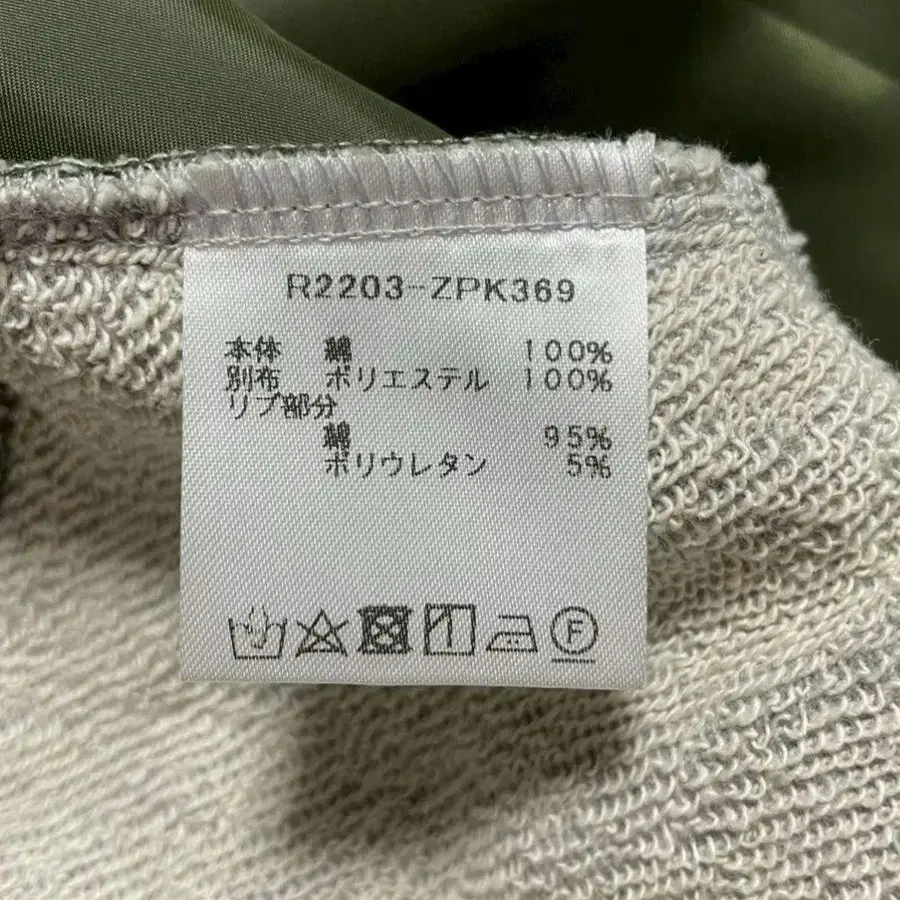 R2203-ZPK369
本体 綿 100%
別布 ポリエステル 100%
リブ部分
綿 95%
ポリウレタン 5%
F